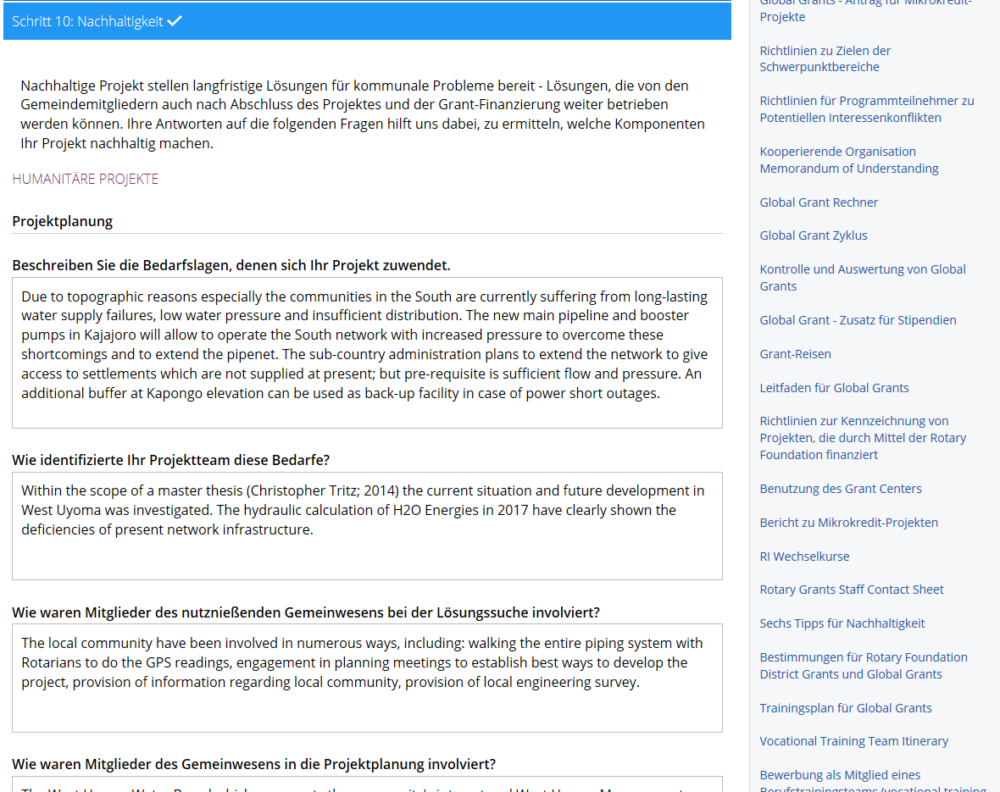 Schritt 10: Nachhaltigkeit
Nachhaltige Projekt stellen langfristige Lösungen für kommunale Probleme bereit - Lösungen, die von den
Gemeindemitgliedern auch nach Abschluss des Projektes und der Grant-Finanzierung weiter betrieben
werden können. Ihre Antworten auf die folgenden Fragen hilft uns dabei, zu ermitteln, welche Komponenten
Ihr Projekt nachhaltig machen.
HUMANITÄRE PROJEKTE
Projektplanung
Beschreiben Sie die Bedarfslagen, denen sich Ihr Projekt zuwendet.
Due to topographic reasons especially the communities in the South are currently suffering from long-lasting
water supply failures, low water pressure and insufficient distribution. The new main pipeline and booster
pumps in Kajajoro will allow to operate the South network with increased pressure to overcome these
shortcomings and to extend the pipenet. The sub-country administration plans to extend the network to give
access to settlements which are not supplied at present; but pre-requisite is sufficient flow and pressure. An
additional buffer at Kapongo elevation can be used as back-up facility in case of power short outages.
Wie identifizierte Ihr Projektteam diese Bedarfe?
Within the scope of a master thesis (Christopher Tritz; 2014) the current situation and future development in
West Uyoma was investigated. The hydraulic calculation of H2O Energies in 2017 have clearly shown the
deficiencies of present network infrastructure.
Wie waren Mitglieder des nutznießenden Gemeinwesens bei der Lösungssuche involviert?
The local community have been involved in numerous ways, including: walking the entire piping system with
Rotarians to do the GPS readings, engagement in planning meetings to establish best ways to develop the
project, provision of information regarding local community, provision of local engineering survey.
Wie waren Mitglieder des Gemeinwesens in die Projektplanung involviert?
Global Grants - Antrag für Mikrokredit-
Projekte
Richtlinien zu Zielen der
Schwerpunktbereiche
Richtlinien für Programmteilnehmer zu
Potentiellen Interessenkonflikten
Kooperierende Organisation
Memorandum of Understanding
Global Grant Rechner
Global Grant Zyklus
Kontrolle und Auswertung von Global
Grants
Global Grant - Zusatz für Stipendien
Grant-Reisen
Leitfaden für Global Grants
Richtlinien zur Kennzeichnung von
Projekten, die durch Mittel der Rotary
Foundation finanziert
Benutzung des Grant Centers
Bericht zu Mikrokredit-Projekten
RI Wechselkurse
Rotary Grants Staff Contact Sheet
Sechs Tipps für Nachhaltigkeit
Bestimmungen für Rotary Foundation
District Grants und Global Grants
Trainingsplan für Global Grants
Vocational Training Team Itinerary
Bewerbung als Mitglied eines
Berufstrainingsteams (vocational training